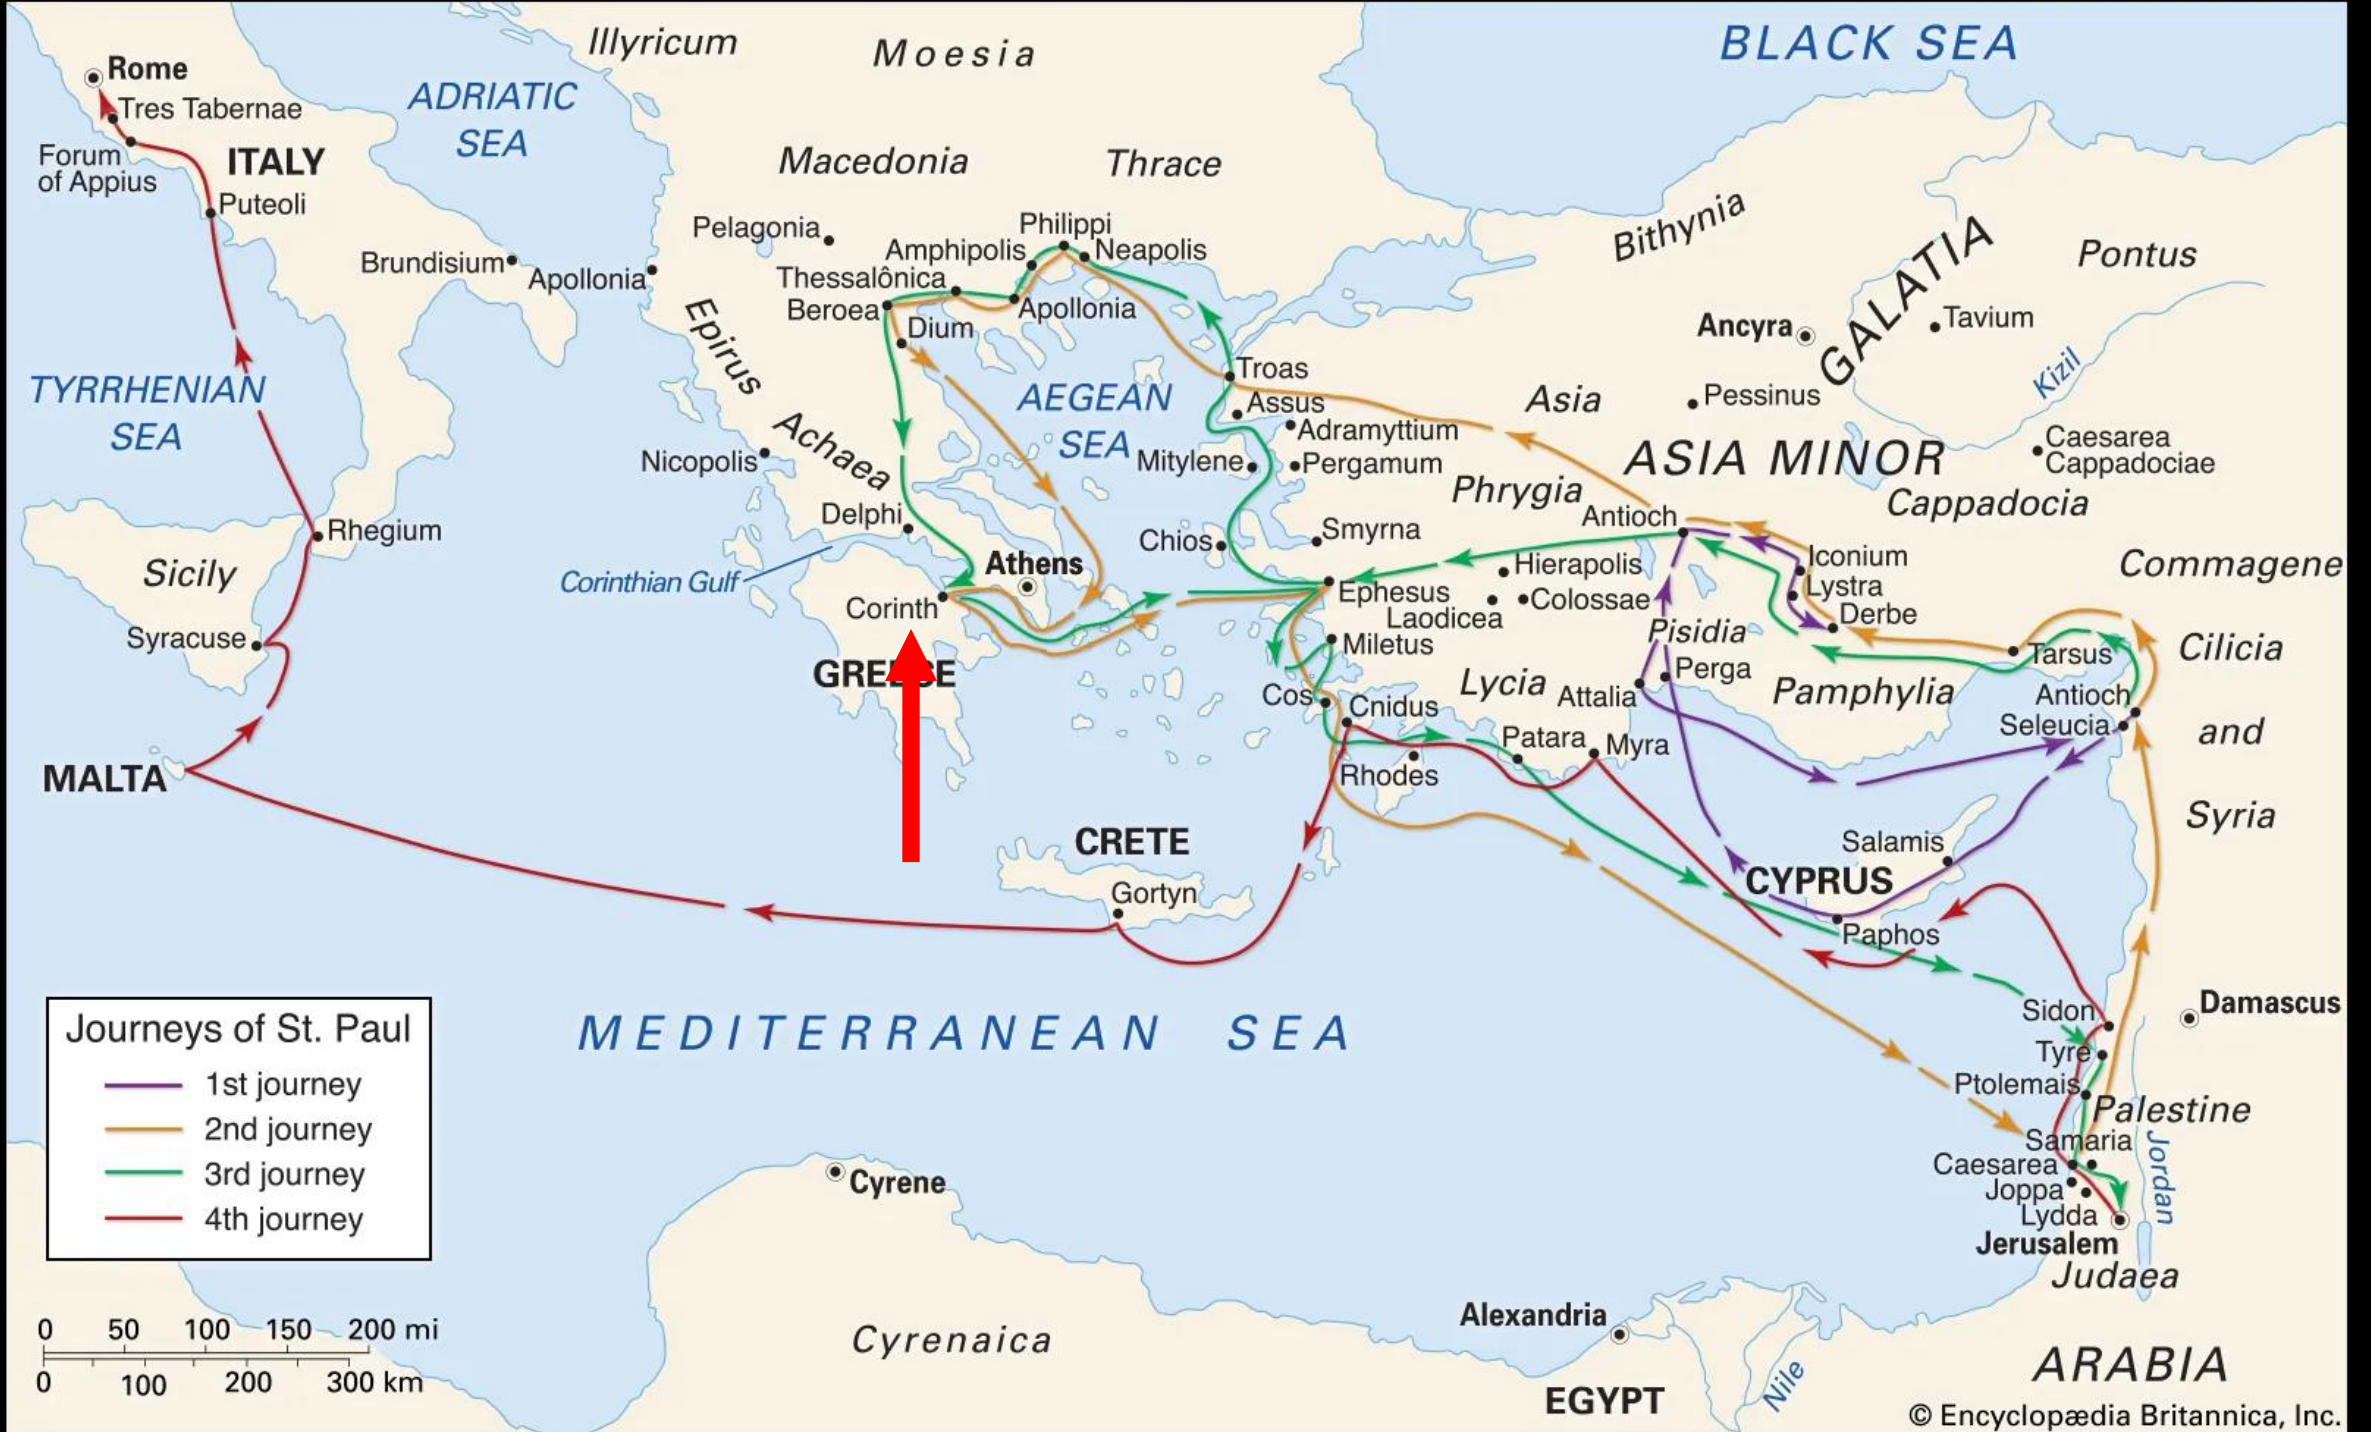 Illyricum
Moesia
BLACK SEA
Rome
Tres Tabernae
ADRIATIC
SEA
Forum
of Appius
ITALY
Macedonia
Thrace
Puteoli
Pelagonia
Philippi
Amphipolis
Neapolis
Bithynia
GALATIA
Pontus
Brundisium
Apollonia
Thessalônica
Beroea
Apollonia
Dium
Epirus
Ancyra
Tavium
Kizil
TYRRHENIAN
SEA
AEGEAN
SEA
Troas
Assus
Asia
Pessinus
Achaea
Adramyttium
Nicopolis
Mitylene
Pergamum
ASIA MINOR
Caesarea
Cappadociae
Phrygia
Cappadocia
Delphi
Antioch
Rhegium
Chios
Smyrna
Sicily
Corinthian Gulf
Athens
Hierapolis
Iconium
Commagene
Corinth
Ephesus
Colossae
Lystra
Laodicea
Derbe
Syracuse
Miletus
Pisidia
Tarsus
Cilicia
GREECE
Perga
Lycia
Attalia
Pamphylia
Antioch
Cos
Cnidus
Seleucia
and
Patara
Myra
MALTA
Rhodes
Syria
CRETE
Salamis
CYPRUS
Gortyn
Paphos
MEDITERRANEAN SEA
Sidon
Damascus
Tyre
Ptolemais
Palestine
Samaria
Caesarea
Joppa
Jordan
Lydda
Jerusalem
Judaea
Journeys of St. Paul
1st journey
2nd journey
3rd journey
4th journey
Cyrene
Cyrenaica
Alexandria
EGYPT
Nile
ARABIA
0 50 100 150 200 mi
0 100 200 300 km
© Encyclopædia Britannica, Inc.